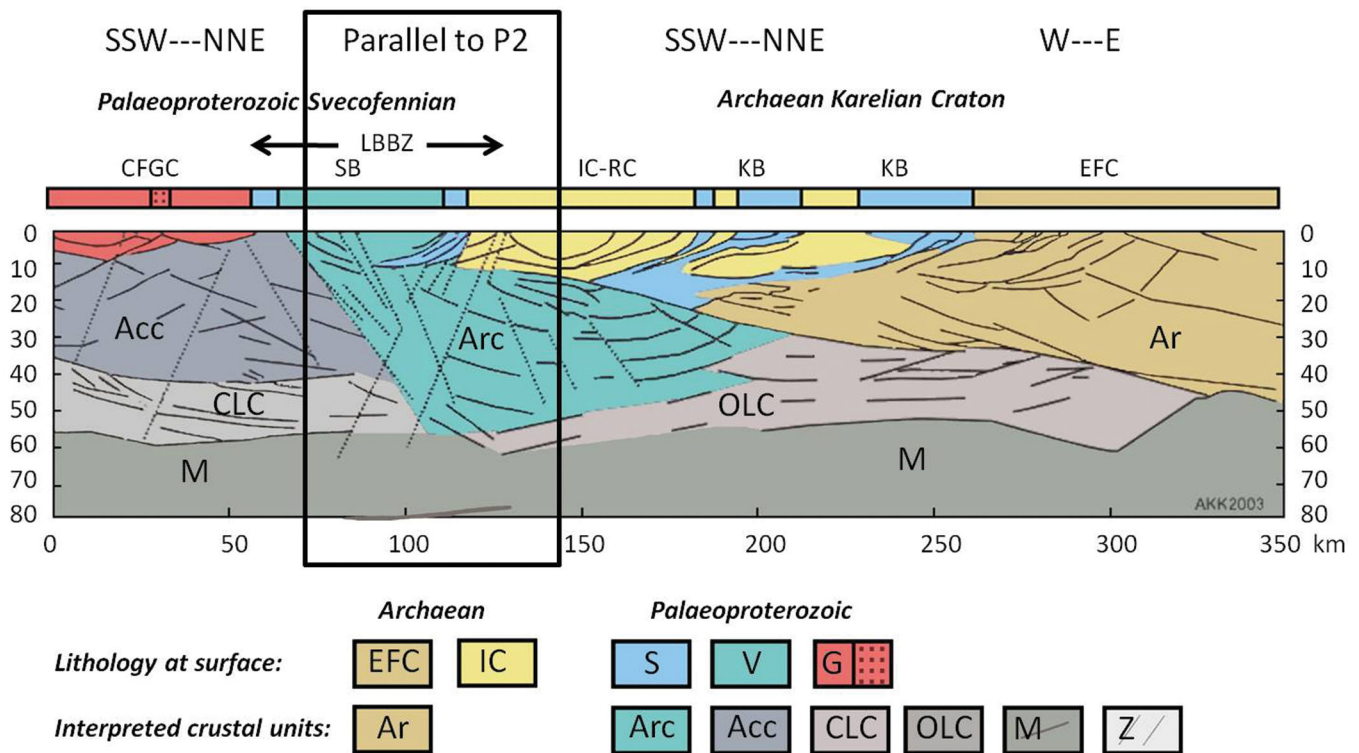 SSW---NNE Parallel to P2 SSW---NNE W---E
Palaeoproterozoic Svecofennian Archaean Karelian Craton
LBBZ
CFGC SB IC-RC KB KB EFC
0 0
10 10
20 20
30 30
40 40
50 50
60 60
70 70
80 80
Acc Arc Ar
CLC OLC
M M
AKK2003
0 50 100 150 200 250 300 350 km
Archaean Palaeoproterozoic
Lithology at surface: EFC IC S V G
Interpreted crustal units: Ar Arc Acc CLC OLC M Z